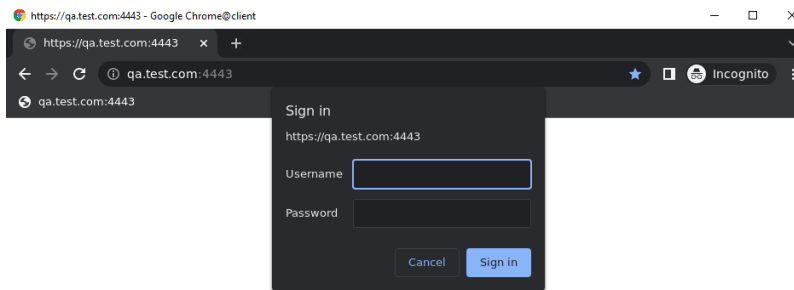 https://qa.test.com:4443 - Google Chrome@client
https://qa.test.com:4443
qa.test.com:4443
Incognito
qa.test.com:4443
Sign in
https://qa.test.com:4443
Username
Password
Cancel Sign in